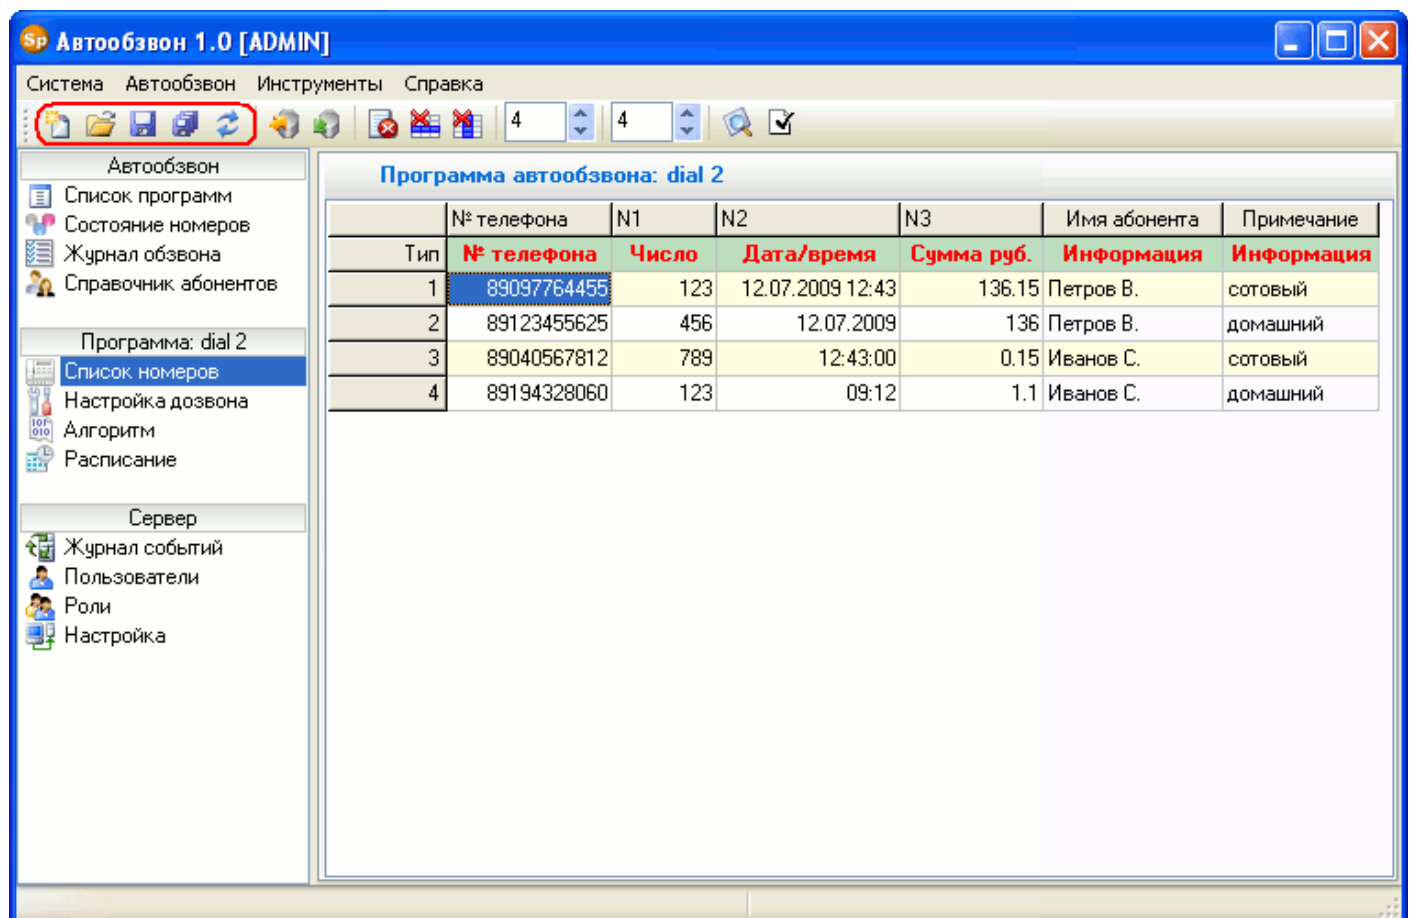 Sp Автообзвон 1.0 [ADMIN]
Система Автообзвон Инструменты Справка
4 4
Автообзвон
Список программ
Состояние номеров
Журнал обзвона
Справочник абонентов
Программа: dial 2
Список номеров
Настройка дозвона
Алгоритм
Расписание
Сервер
Журнал событий
Пользователи
Роли
Настройка
Программа автообзвона: dial 2
№ телефона N1 N2 N3 Имя абонента Примечание
Тип № телефона Число Дата/время Сумма руб. Информация Информация
1 89097764455 123 12.07.2009 12:43 136.15 Петров В. сотовый
2 89123455625 456 12.07.2009 136 Петров В. домашний
3 89040567812 789 12:43:00 0.15 Иванов С. сотовый
4 89194328060 123 09:12 1.1 Иванов С. домашний